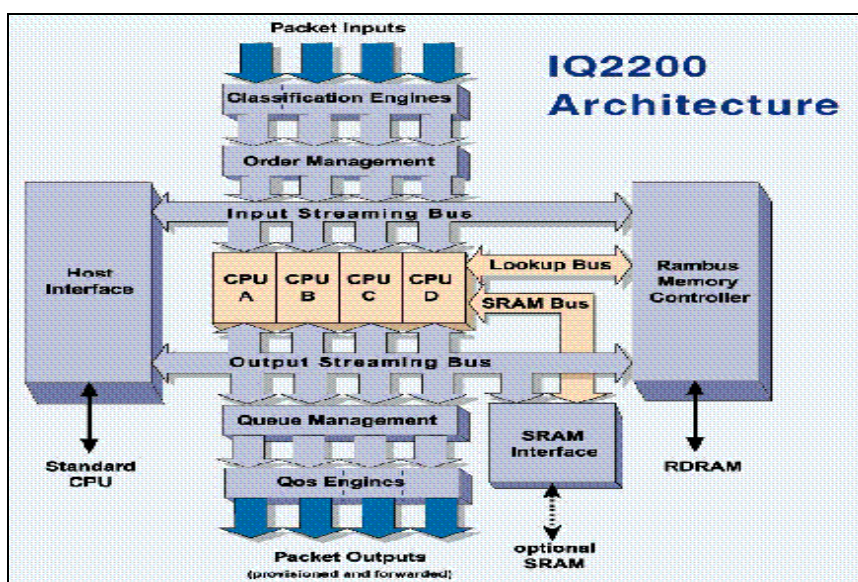 Packet Inputs
IQ2200
Architecture
Classification Engines
Order Management
Input Streaming Bus
Host
Interface
CPU
A
CPU
B
CPU
C
CPU
D
Lookup Bus
SRAM Bus
Rambus
Memory
Controller
Output Streaming Bus
Queue Management
SRAM
Interface
Standard
CPU
RDRAM
Qos Engines
Packet Outputs
(provisioned and forwarded)
optional
SRAM